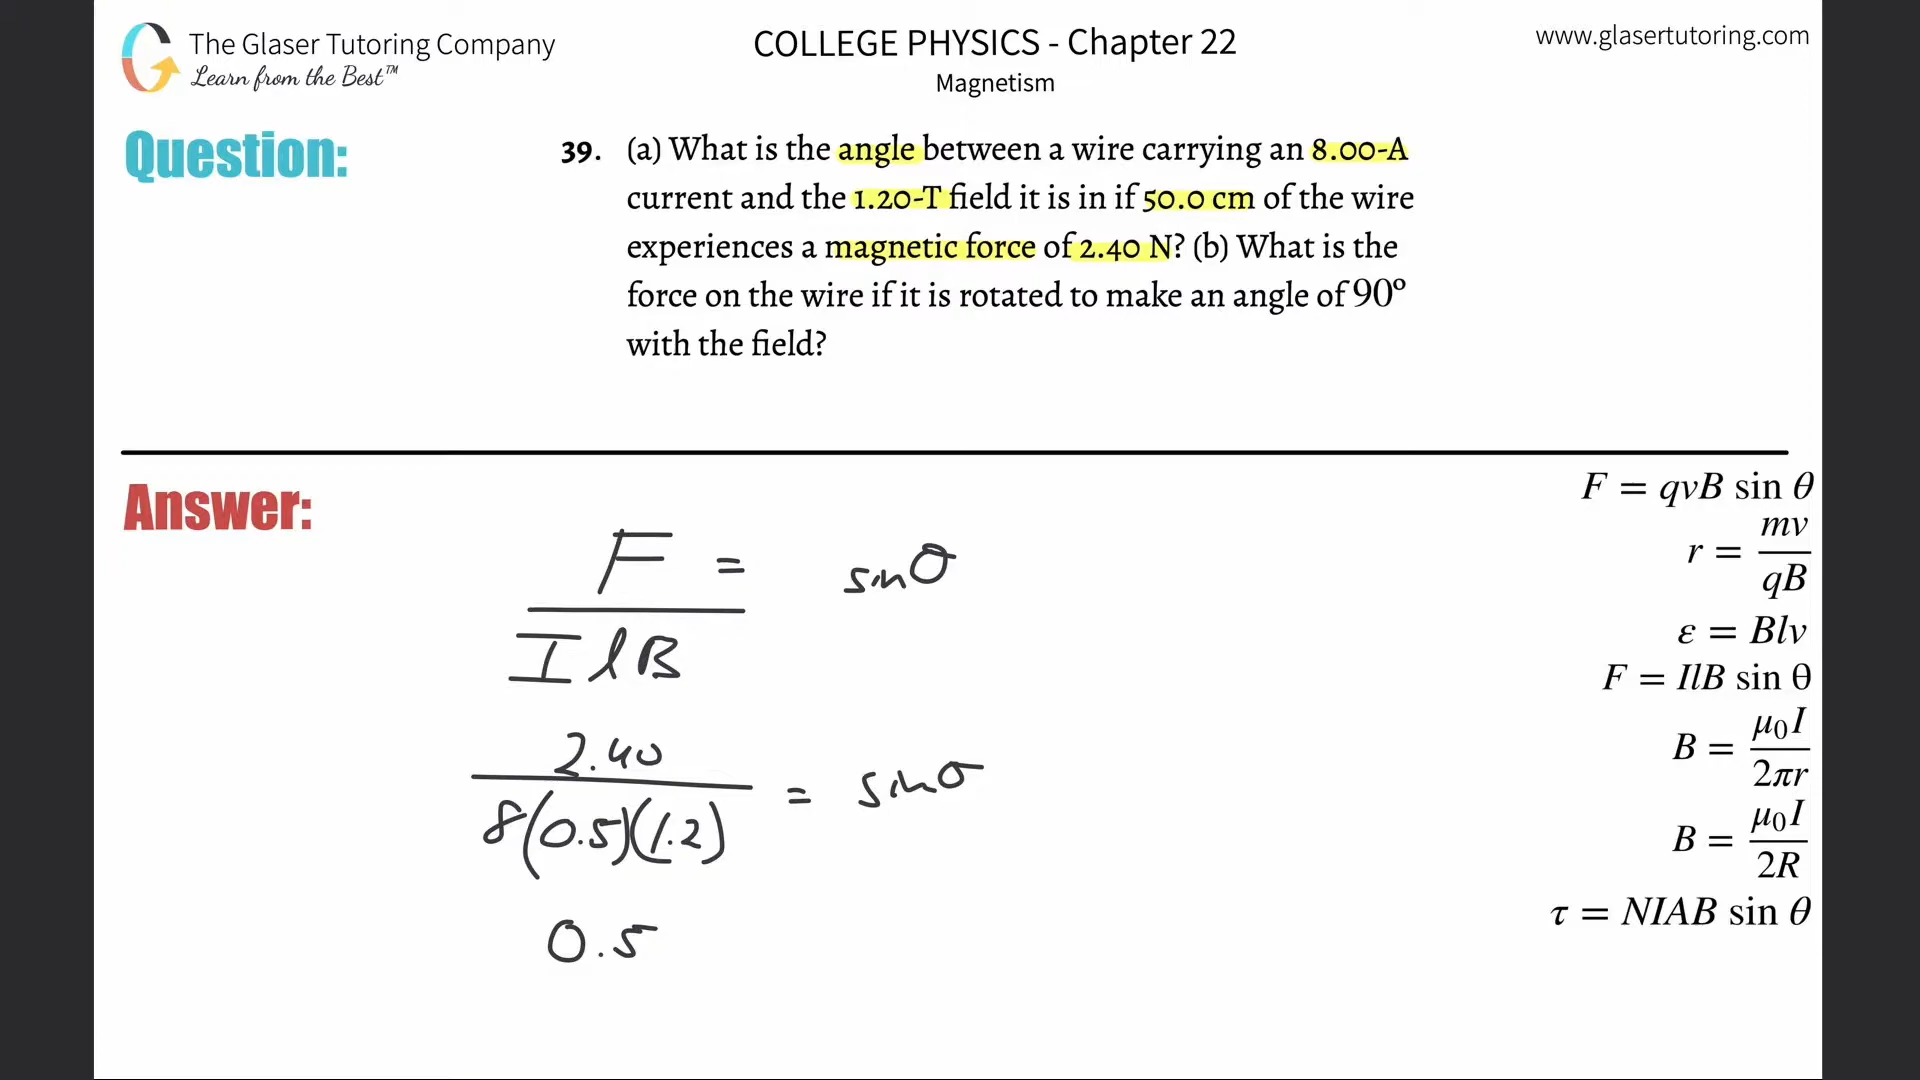 The Glaser Tutoring Company
Learn from the Best™
COLLEGE PHYSICS - Chapter 22
Magnetism
www.glasertutoring.com
Question:
39. (a) What is the angle between a wire carrying an 8.00-A
current and the 1.20-T field it is in if 50.0 cm of the wire
experiences a magnetic force of 2.40 N? (b) What is the
force on the wire if it is rotated to make an angle of 90º
with the field?
Answer:
F = sinθ
IlB
2.40
8(0.5)(1.2) = sinθ
0.5
F = qvB sin θ
r = mv
qB
ε = Blv
F = IlB sin θ
B = μ₀I
2πr
B = μ₀I
2R
τ = NIAB sin θ